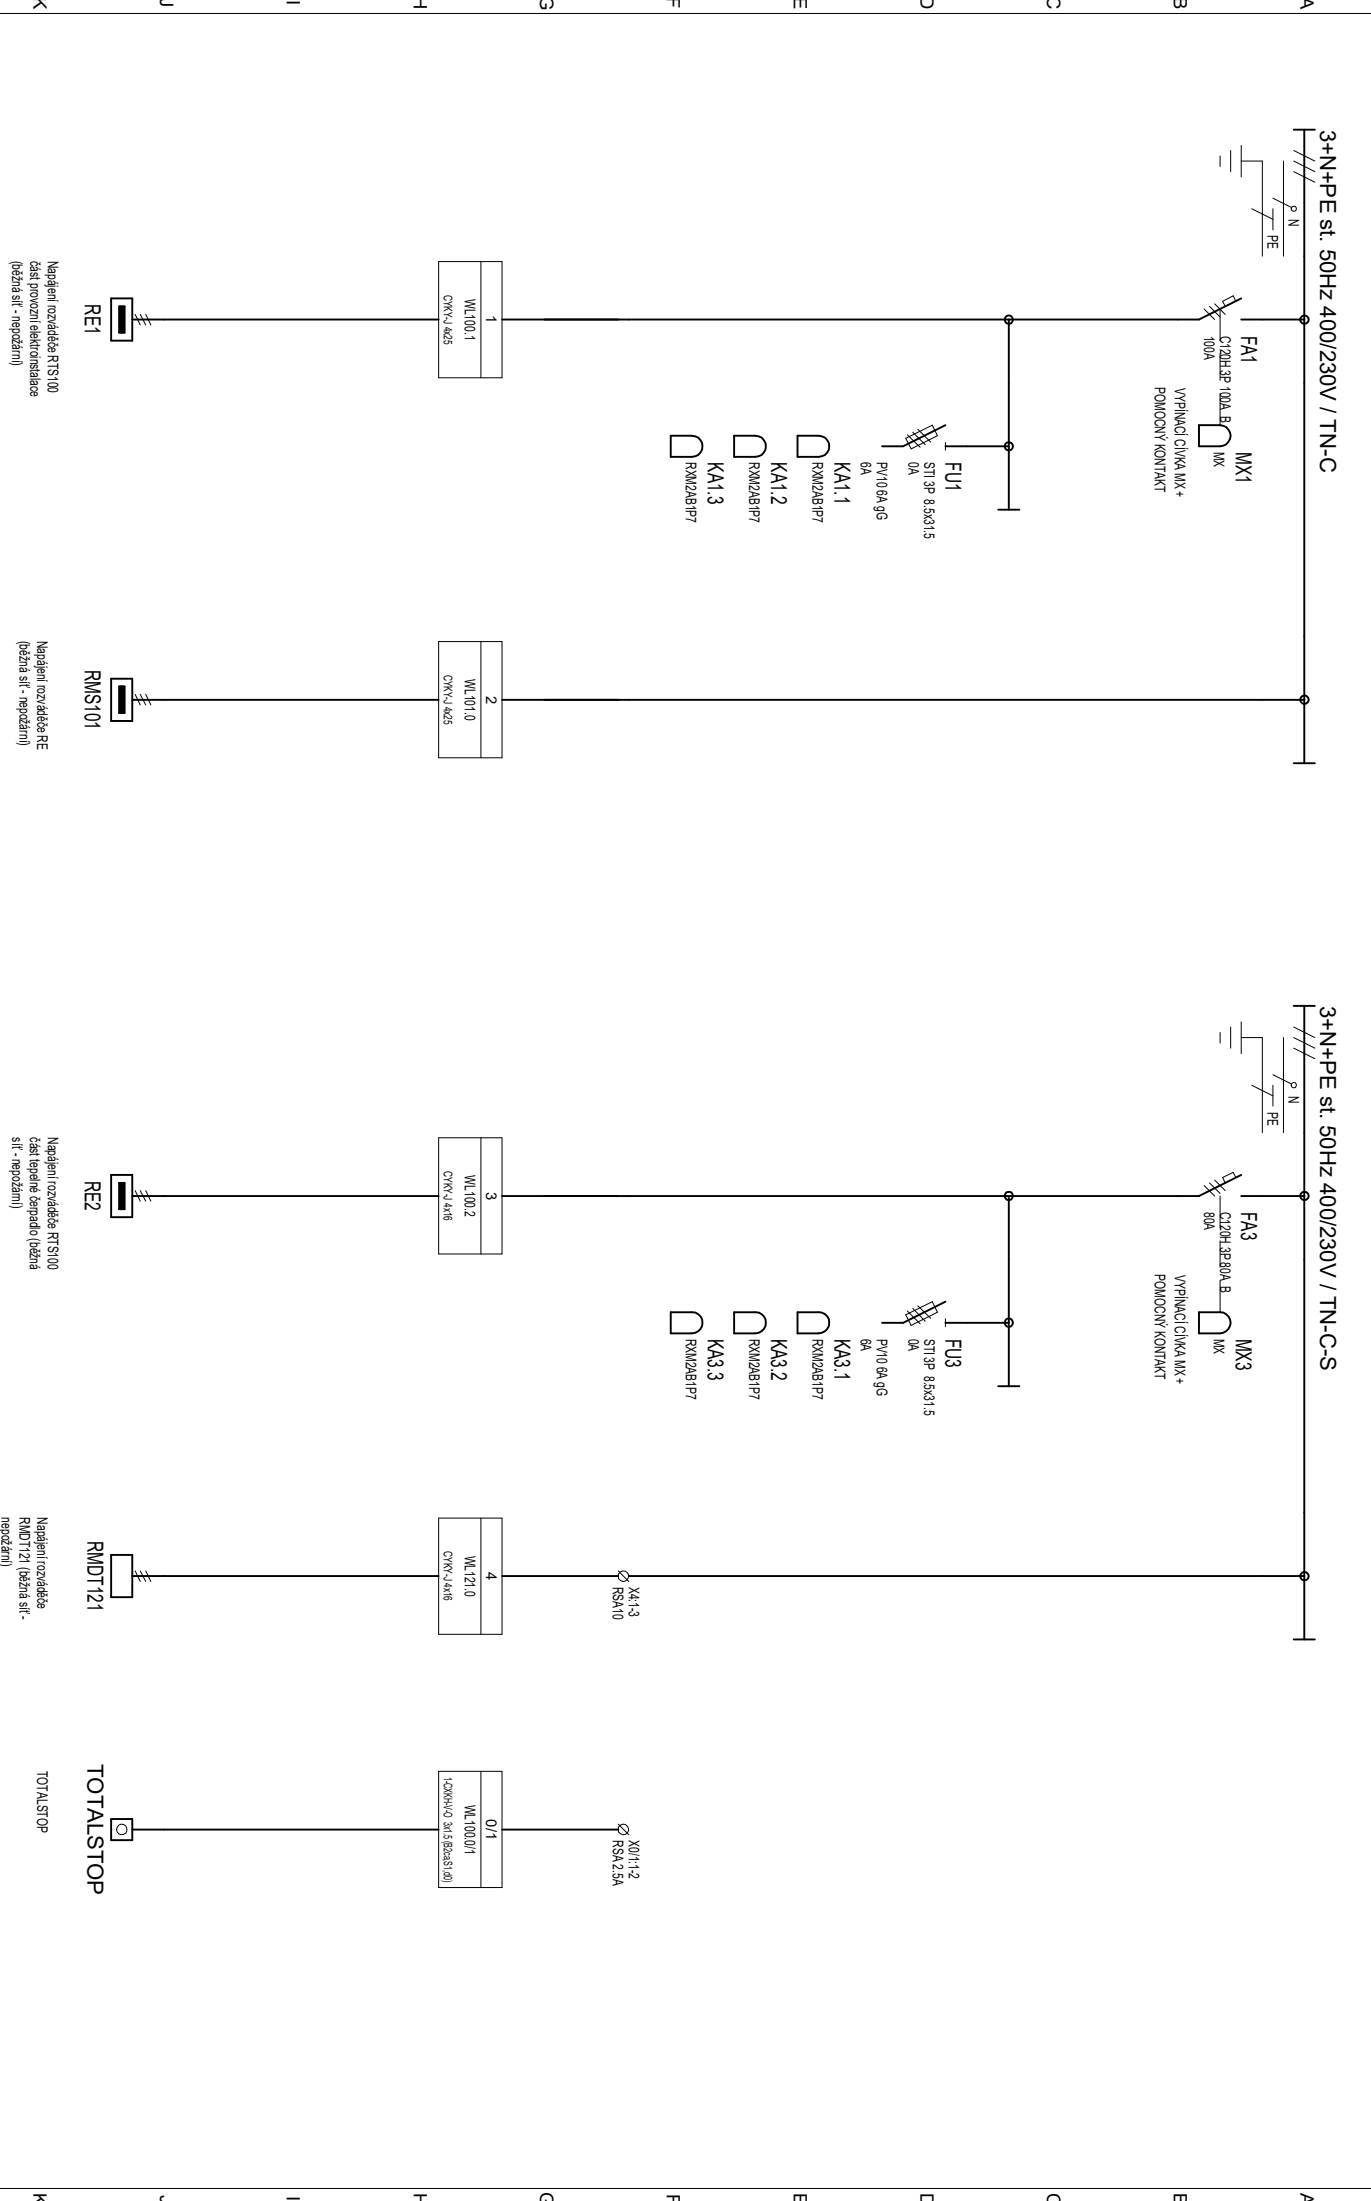 A
B
C
D
E
F
G
H
I
J
K
3+N+PE st. 50Hz 400/230V / TN-C
N
PE
FA1
C120H 3P 100A B
100A
MX1
MX
VYPÍNACÍ CÍVKA MX +
POMOCNÝ KONTAKT
FU1
STI 3P 8.5x31.5
0A
PV10 6A gG
6A
KA1.1
RXM2AB1P7
KA1.2
RXM2AB1P7
KA1.3
RXM2AB1P7
1
WL100.1
CYKY-J 4x25
RE1
Napájení rozváděče RTS100
část provozní elektroinstalace
(běžná síť - nepožární)
2
WL101.0
CYKY-J 4x25
RMS101
Napájení rozváděče RE
(běžná síť - nepožární)
3+N+PE st. 50Hz 400/230V / TN-C-S
N
PE
FA3
C120H 3P 80A B
80A
MX3
MX
VYPÍNACÍ CÍVKA MX +
POMOCNÝ KONTAKT
FU3
STI 3P 8.5x31.5
0A
PV10 6A gG
6A
KA3.1
RXM2AB1P7
KA3.2
RXM2AB1P7
KA3.3
RXM2AB1P7
3
WL100.2
CYKY-J 4x16
RE2
Napájení rozváděče RTS100
část tepelné čerpadlo (běžná
síť - nepožární)
X4:1-3
RSA10
4
WL121.0
CYKY-J 4x16
RMDT121
Napájení rozváděče
RMDT121 (běžná síť -
nepožární)
X0/1:1-2
RSA 2.5A
0/1
WL100.0/1
1-CXKH-V-O 3x1.5 (B2ca,S1,d0)
TOTALSTOP
TOTALSTOP
A
B
C
D
E
F
G
H
I
J
K